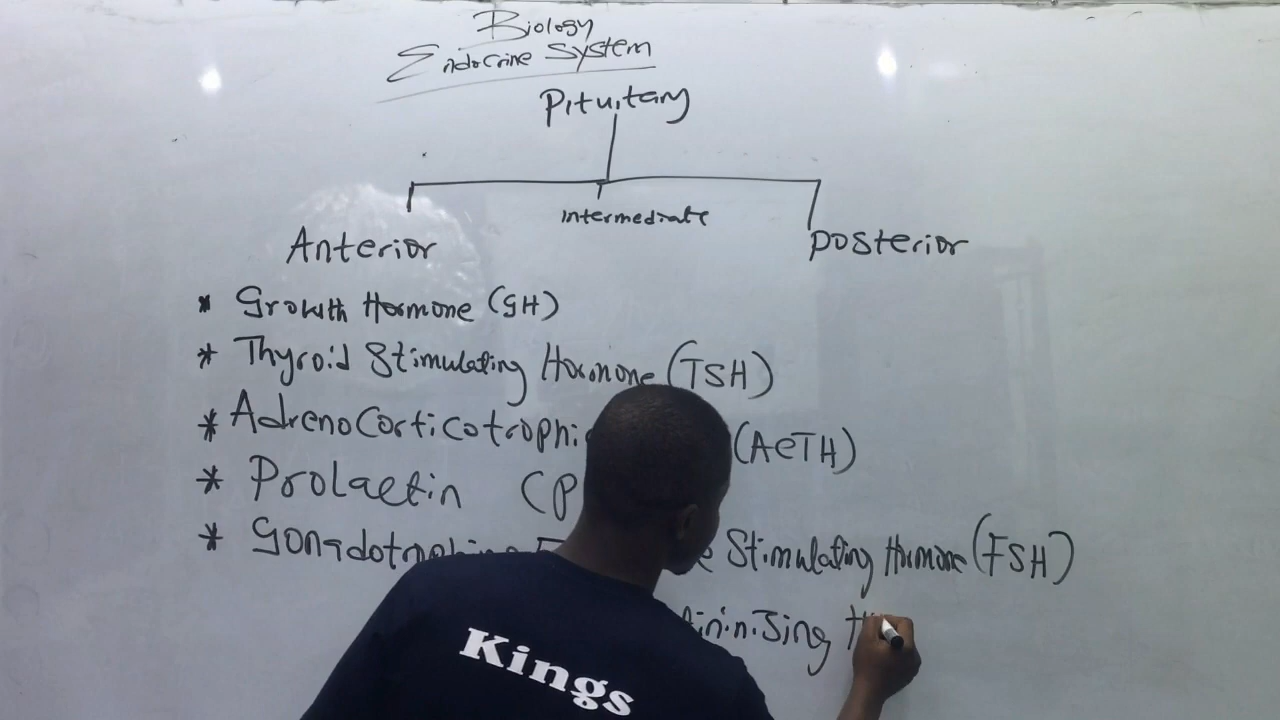 Biology
Endocrine System
Pituitary
Intermediate
Anterior
Posterior
* Growth Hormone (GH)
* Thyroid Stimulating Hormone (TSH)
* Adrenocorticotrophi (ACTH)
* Prolactin (P
* Gonadotrophins Stimulating Hormone (FSH)
Kings